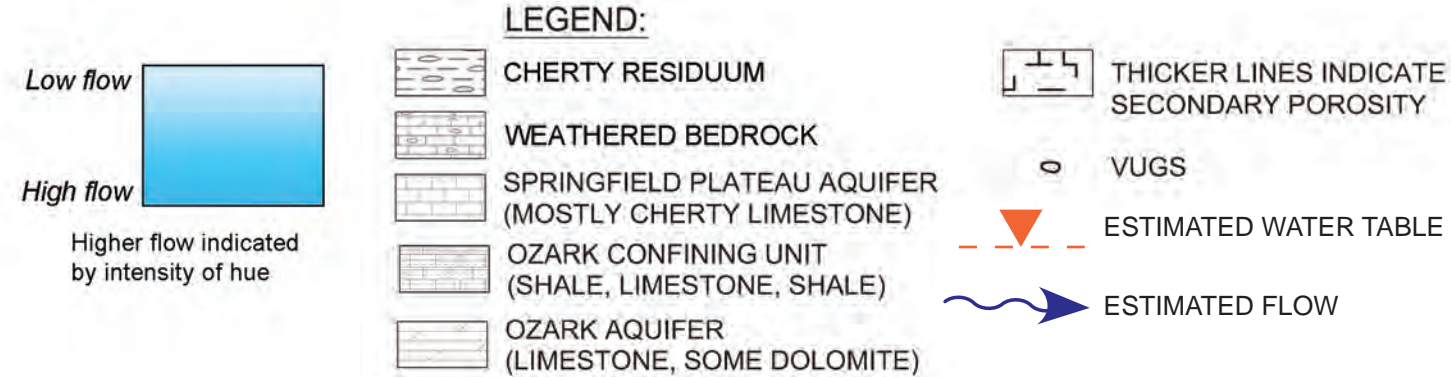 LEGEND:
Low flow
High flow
Higher flow indicated
by intensity of hue
CHERTY RESIDUUM
WEATHERED BEDROCK
SPRINGFIELD PLATEAU AQUIFER
(MOSTLY CHERTY LIMESTONE)
OZARK CONFINING UNIT
(SHALE, LIMESTONE, SHALE)
OZARK AQUIFER
(LIMESTONE, SOME DOLOMITE)
THICKER LINES INDICATE
SECONDARY POROSITY
VUGS
ESTIMATED WATER TABLE
ESTIMATED FLOW